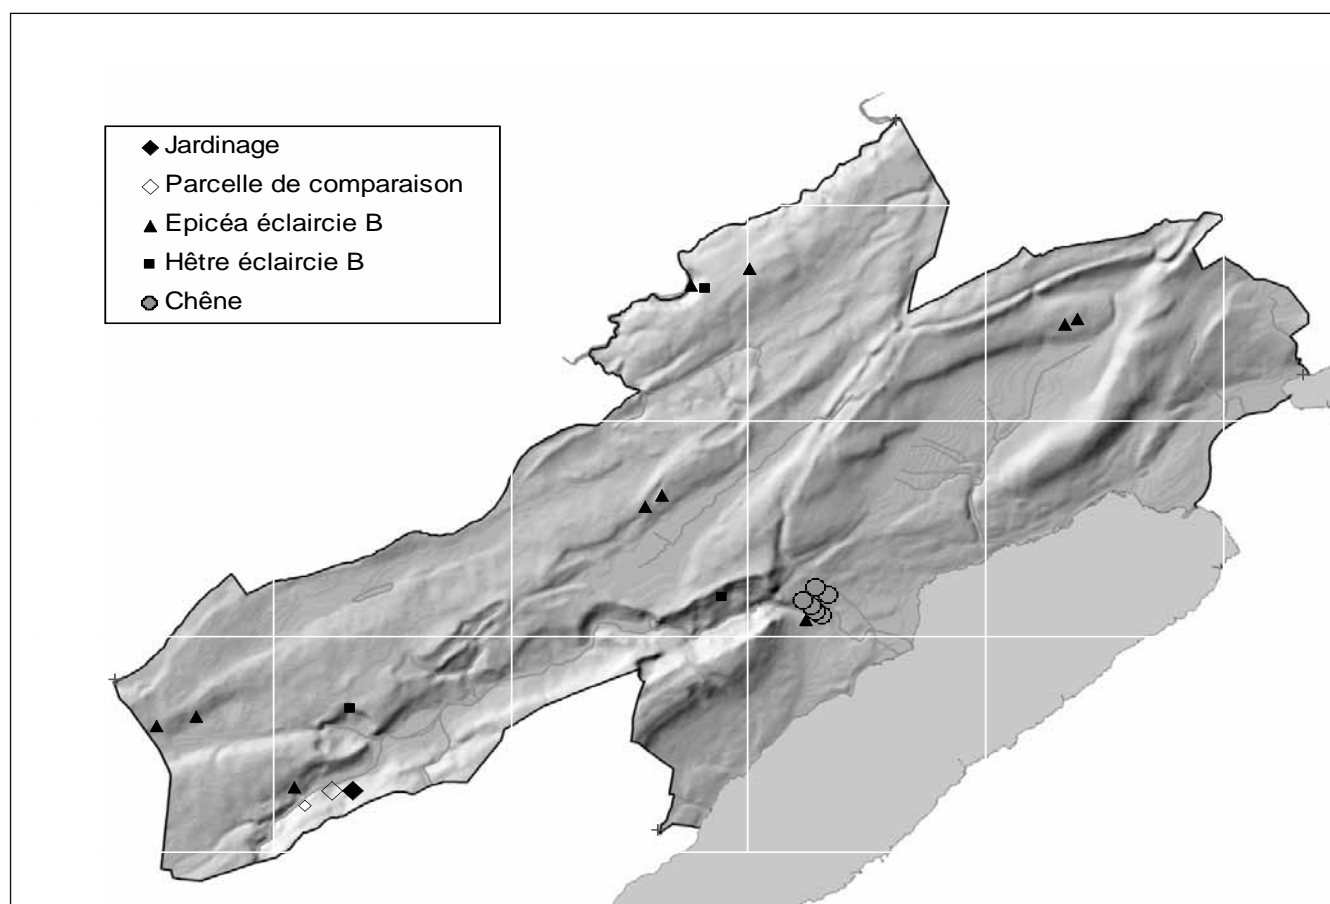 Jardinage
Parcelle de comparaison
Epicéa éclaircie B
Hêtre éclaircie B
Chêne